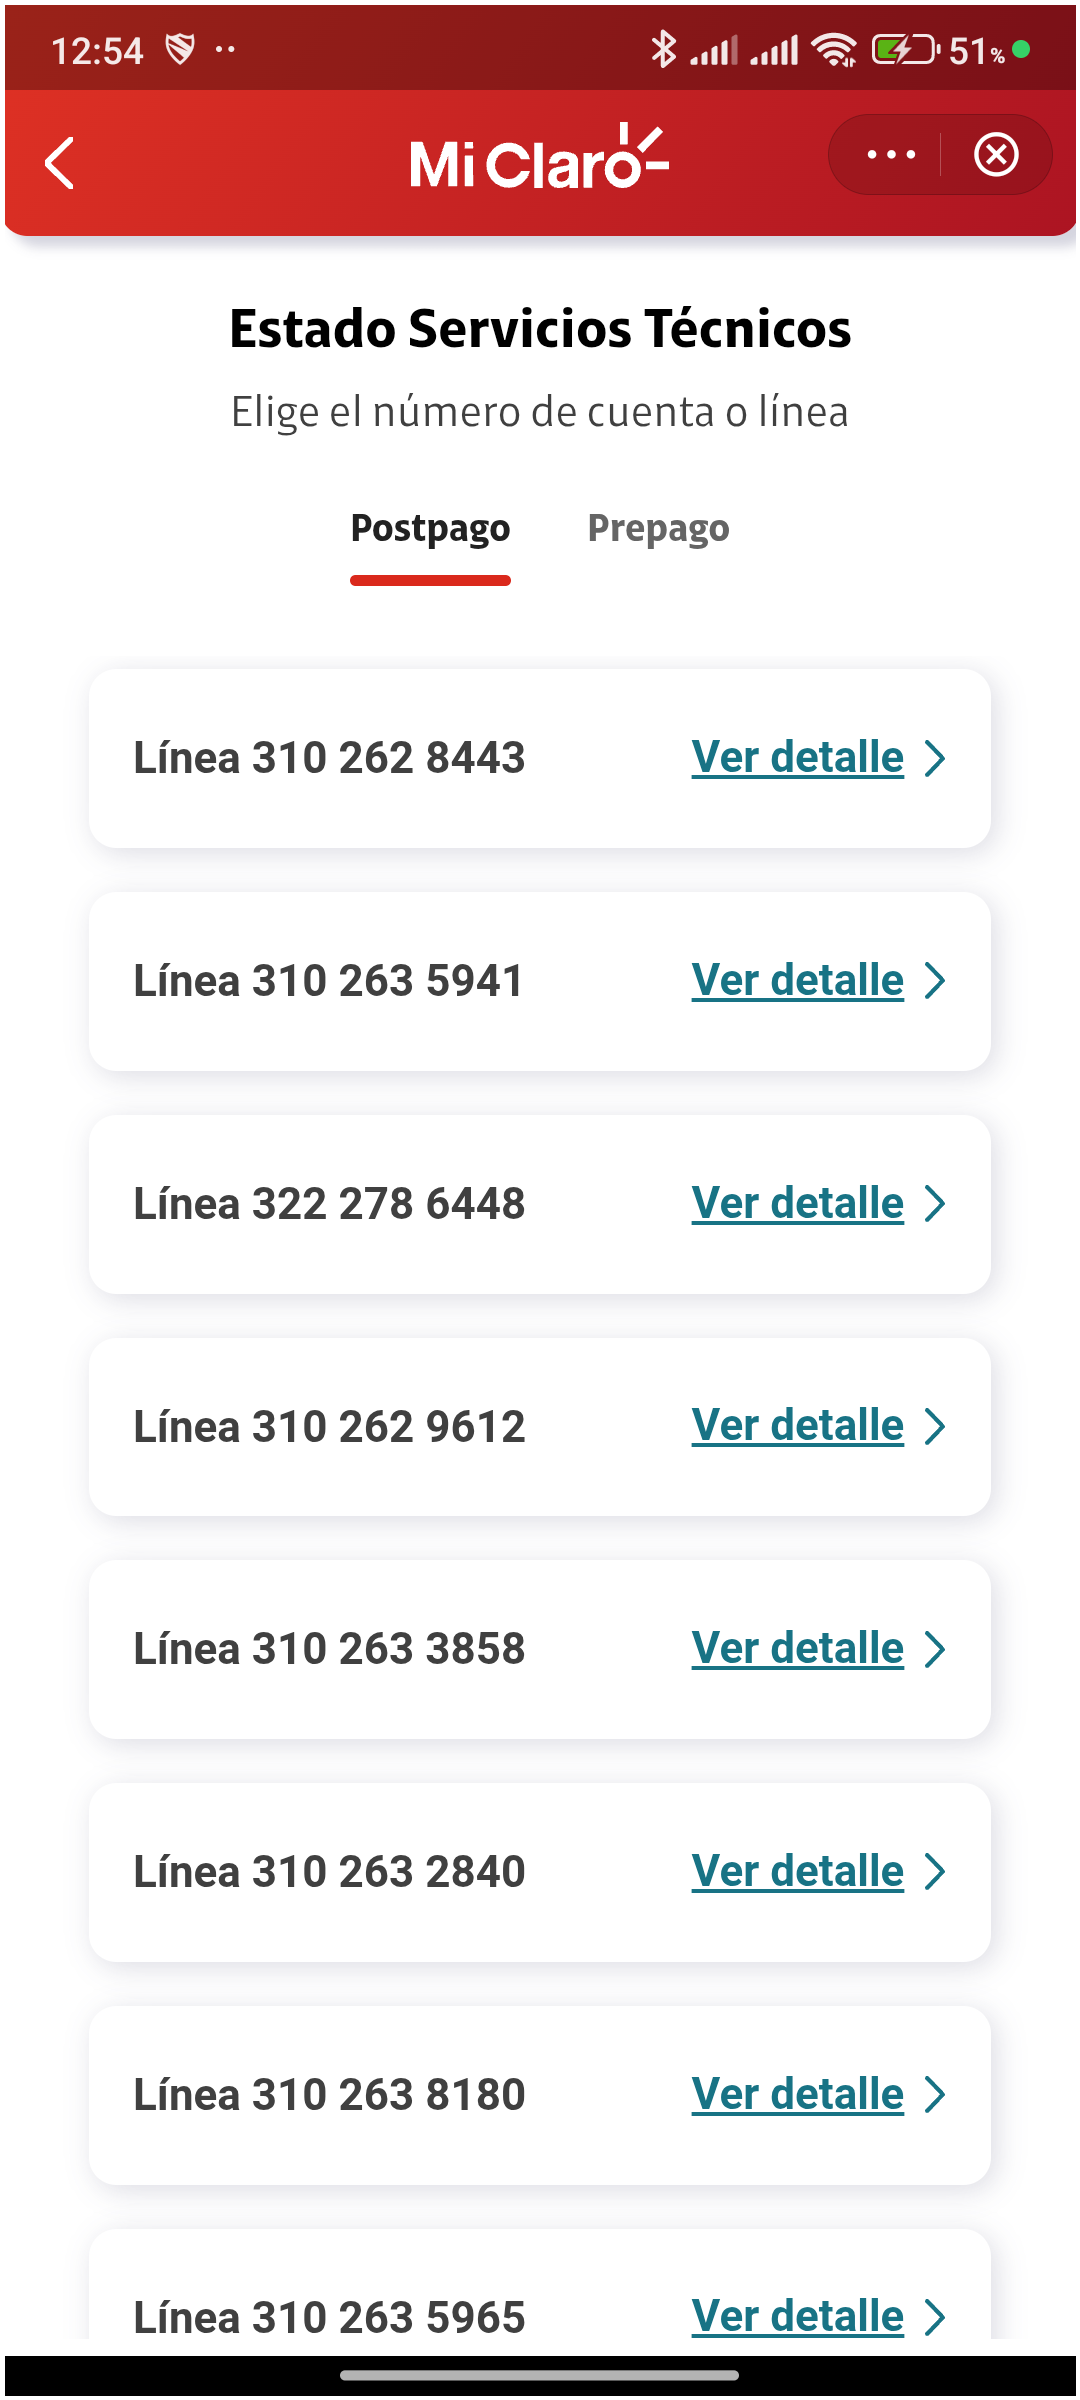 12:54
51%
Mi Claro
Estado Servicios Técnicos
Elige el número de cuenta o línea
Postpago Prepago
Línea 310 262 8443 Ver detalle
Línea 310 263 5941 Ver detalle
Línea 322 278 6448 Ver detalle
Línea 310 262 9612 Ver detalle
Línea 310 263 3858 Ver detalle
Línea 310 263 2840 Ver detalle
Línea 310 263 8180 Ver detalle
Línea 310 263 5965 Ver detalle